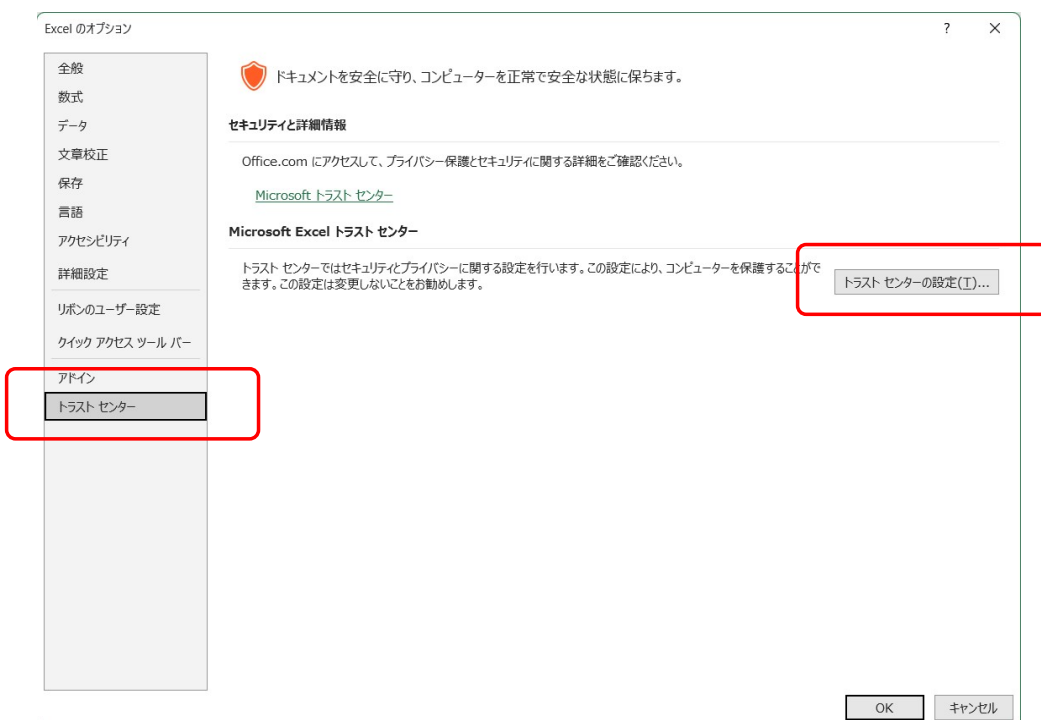 Excel のオプション
?
全般
数式
データ
文章校正
保存
言語
アクセシビリティ
詳細設定
リボンのユーザー設定
クイック アクセス ツール バー
アドイン
トラスト センター
ドキュメントを安全に守り、コンピューターを正常で安全な状態に保ちます。
セキュリティと詳細情報
Office.com にアクセスして、プライバシー保護とセキュリティに関する詳細をご確認ください。
Microsoft トラスト センター
Microsoft Excel トラスト センター
トラスト センターではセキュリティとプライバシーに関する設定を行います。この設定により、コンピューターを保護することがで
きます。この設定は変更しないことをお勧めします。
トラスト センターの設定(T)...
OK
キャンセル